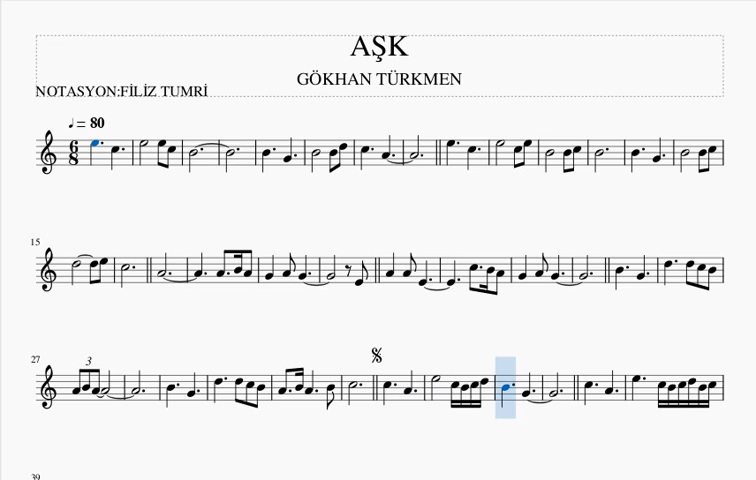 AŞK
GÖKHAN TÜRKMEN
NOTASYON:FİLİZ TUMRİ
♩= 80
6
8
15
27
3
39